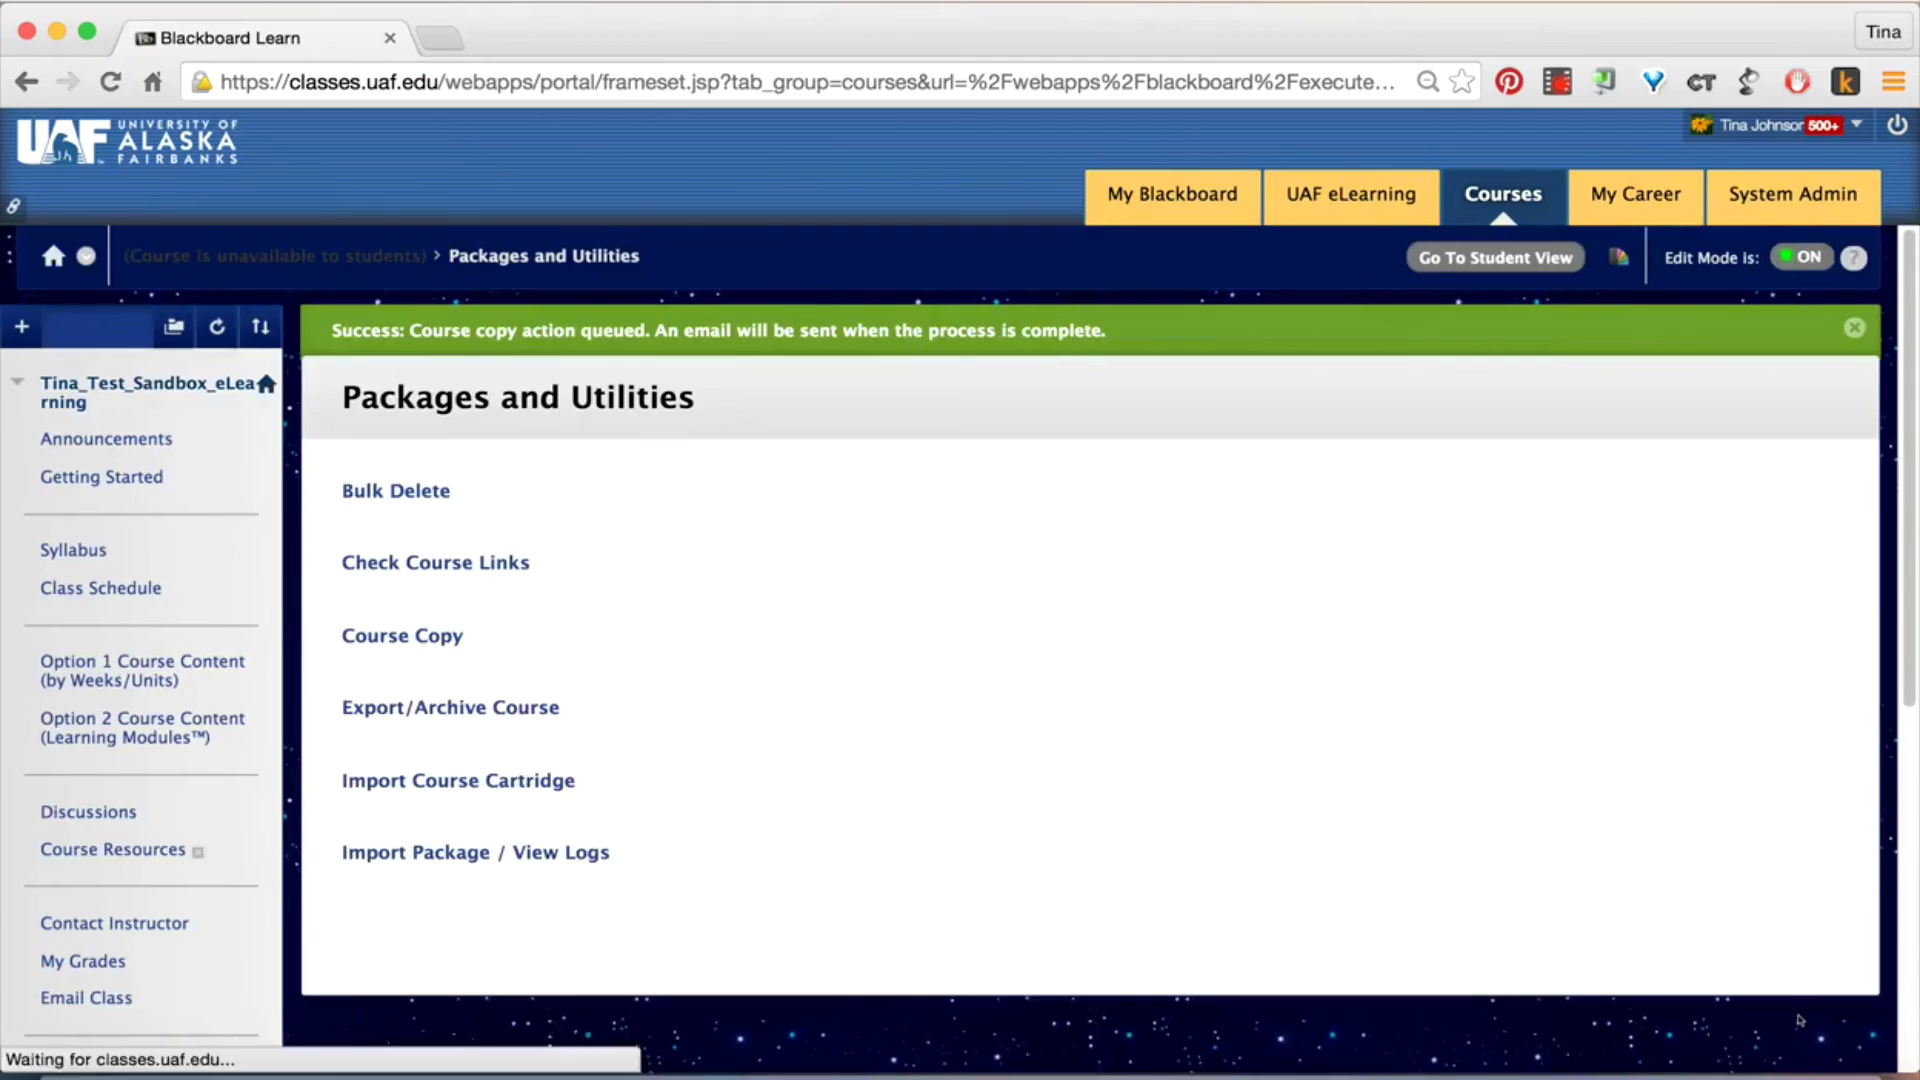 Blackboard Learn
Tina
https://classes.uaf.edu/webapps/portal/frameset.jsp?tab_group=courses&url=%2Fwebapps%2Fblackboard%2Fexecute...
CT
k
UAF UNIVERSITY OF ALASKA FAIRBANKS
Tina Johnsor 500+
My Blackboard
UAF eLearning
Courses
My Career
System Admin
(Course is unavailable to students) > Packages and Utilities
Go To Student View
Edit Mode is: ON ?
Success: Course copy action queued. An email will be sent when the process is complete.
Tina_Test_Sandbox_eLea
rning
Announcements
Getting Started
Syllabus
Class Schedule
Option 1 Course Content
(by Weeks/Units)
Option 2 Course Content
(Learning Modules™)
Discussions
Course Resources
Contact Instructor
My Grades
Email Class
Packages and Utilities
Bulk Delete
Check Course Links
Course Copy
Export/Archive Course
Import Course Cartridge
Import Package / View Logs
Waiting for classes.uaf.edu...